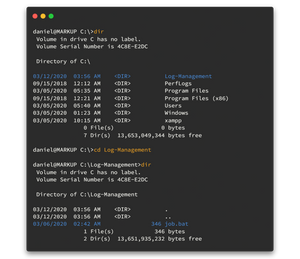 daniel@MARKUP C:\>dir
Volume in drive C has no label.
Volume Serial Number is 4C8E-E2DC
Directory of C:\
03/12/2020 03:56 AM <DIR> Log-Management
09/15/2018 12:12 AM <DIR> PerfLogs
03/05/2020 05:35 AM <DIR> Program Files
09/15/2018 12:21 AM <DIR> Program Files (x86)
03/05/2020 05:40 AM <DIR> Users
03/05/2020 01:23 AM <DIR> Windows
03/05/2020 10:15 AM <DIR> xampp
0 File(s) 0 bytes
7 Dir(s) 13,653,049,344 bytes free
daniel@MARKUP C:\>cd Log-Management
daniel@MARKUP C:\Log-Management>dir
Volume in drive C has no label.
Volume Serial Number is 4C8E-E2DC
Directory of C:\Log-Management
03/12/2020 03:56 AM <DIR> .
03/12/2020 03:56 AM <DIR> ..
03/06/2020 02:42 AM 346 job.bat
1 File(s) 346 bytes
2 Dir(s) 13,651,935,232 bytes free